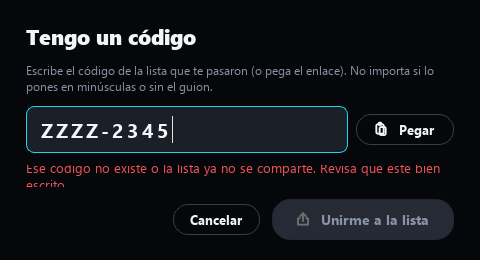 Tengo un código
Escribe el código de la lista que te pasaron (o pega el enlace). No importa si lo
pones en minúsculas o sin el guion.
ZZZZ-2345
Pegar
Ese código no existe o la lista ya no se comparte. Revisa que esté bien
escrito.
Cancelar
Unirme a la lista